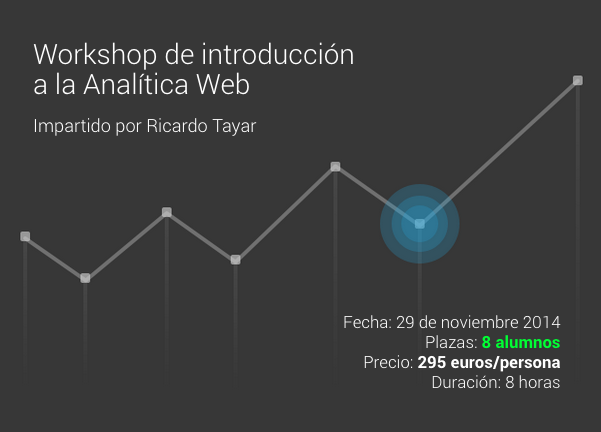 Workshop de introducción
a la Analítica Web
Impartido por Ricardo Tayar
Fecha: 29 de noviembre 2014
Plazas: 8 alumnos
Precio: 295 euros/persona
Duración: 8 horas